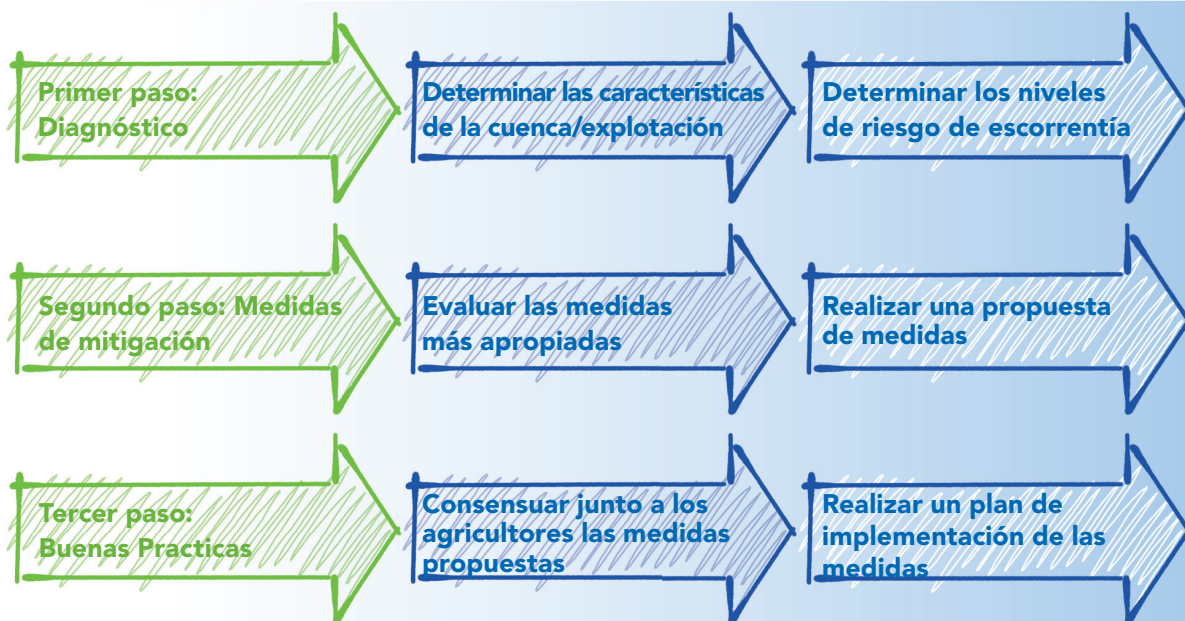 Primer paso:
Diagnóstico
Determinar las características
de la cuenca/explotación
Determinar los niveles
de riesgo de escorrentía
Segundo paso: Medidas
de mitigación
Evaluar las medidas
más apropiadas
Realizar una propuesta
de medidas
Tercer paso:
Buenas Practicas
Consensuar junto a los
agricultores las medidas
propuestas
Realizar un plan de
implementación de las
medidas